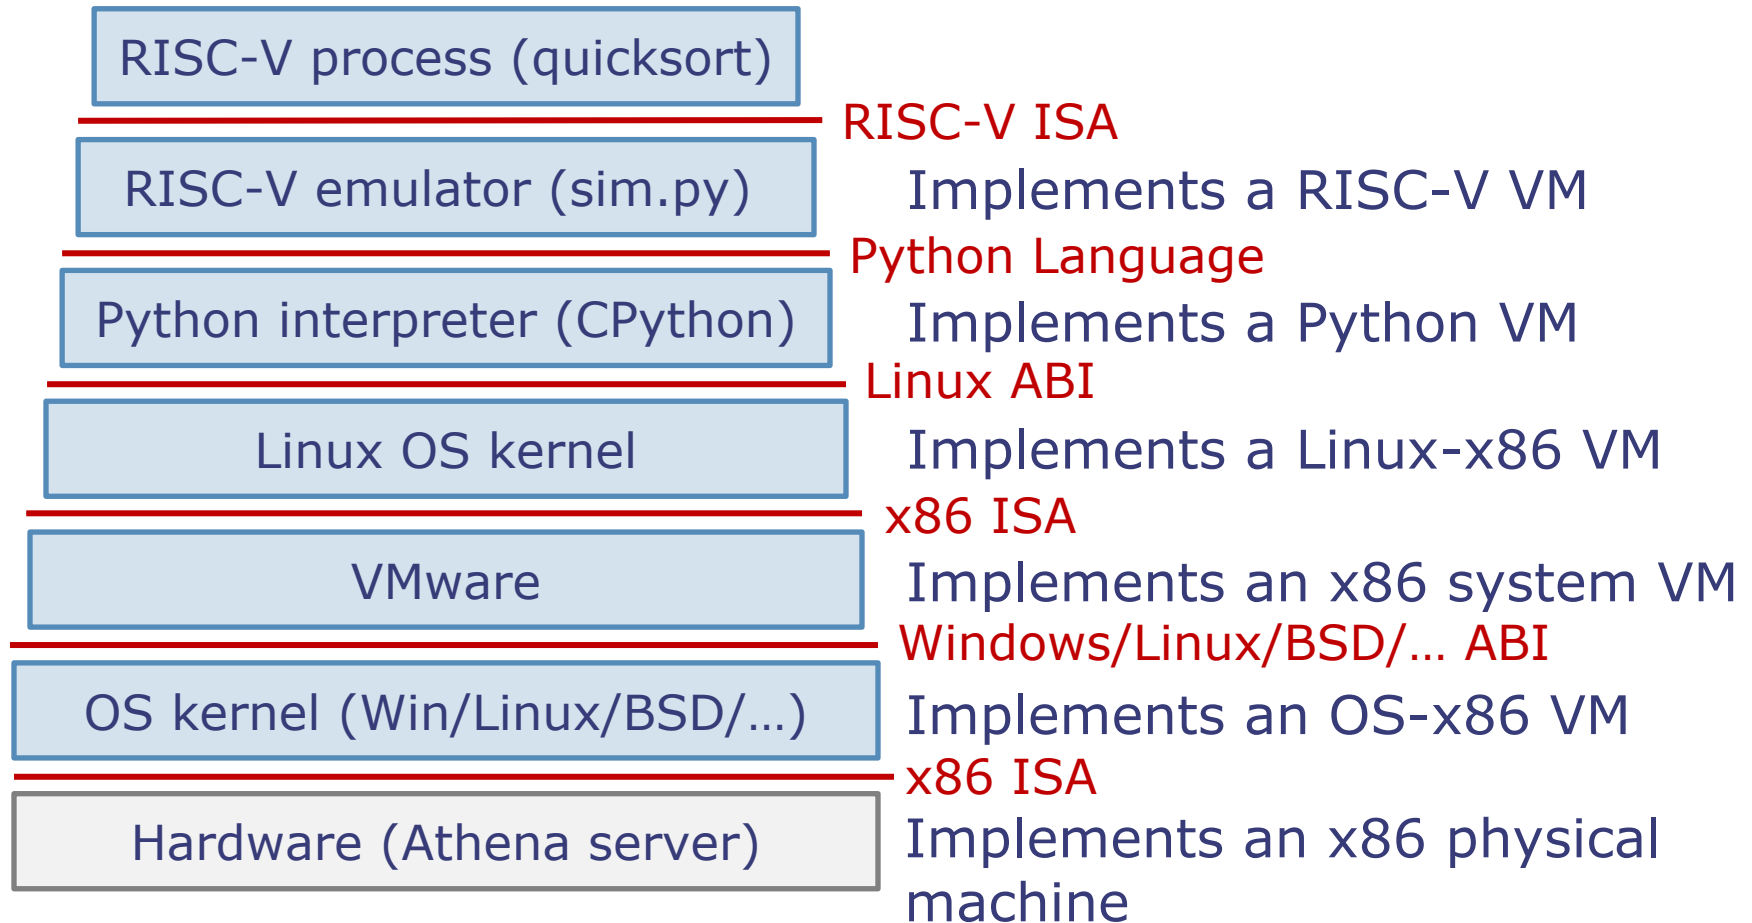 RISC-V process (quicksort)
RISC-V ISA
RISC-V emulator (sim.py)
Implements a RISC-V VM
Python Language
Python interpreter (CPython)
Implements a Python VM
Linux ABI
Linux OS kernel
Implements a Linux-x86 VM
x86 ISA
VMware
Implements an x86 system VM
Windows/Linux/BSD/… ABI
OS kernel (Win/Linux/BSD/…)
Implements an OS-x86 VM
x86 ISA
Hardware (Athena server)
Implements an x86 physical
machine